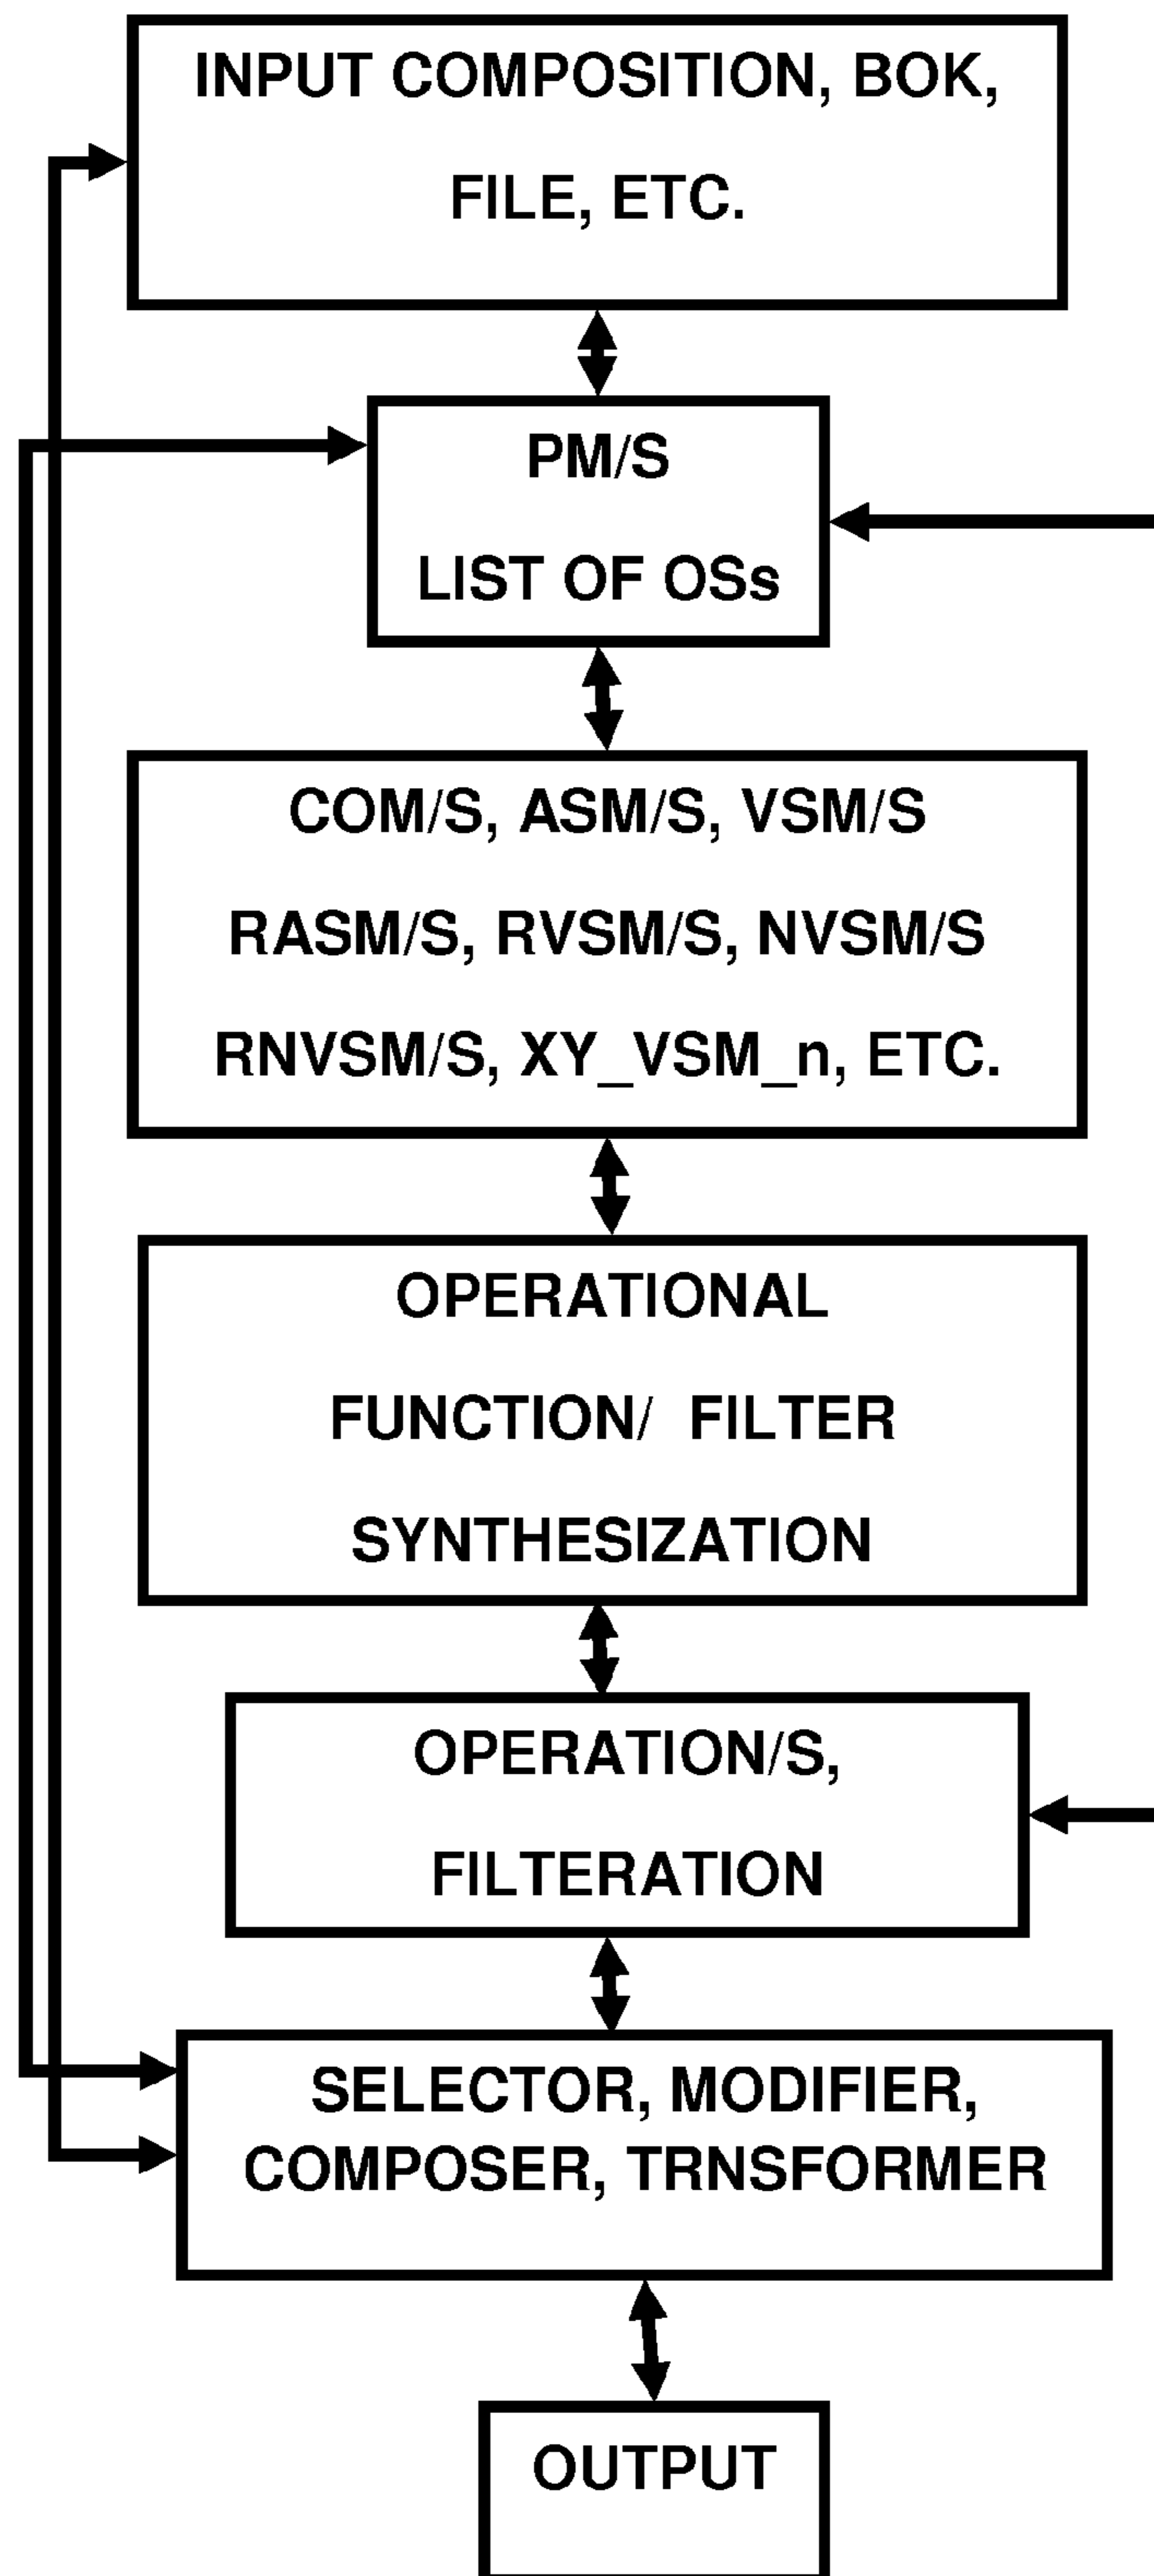 INPUT COMPOSITION, BOK,
FILE, ETC.
PM/S
LIST OF OSs
COM/S, ASM/S, VSM/S
RASM/S, RVSM/S, NVSM/S
RNVSM/S, XY_VSM_n, ETC.
OPERATIONAL
FUNCTION/ FILTER
SYNTHESIZATION
OPERATION/S,
FILTERATION
SELECTOR, MODIFIER,
COMPOSER, TRNSFORMER
OUTPUT